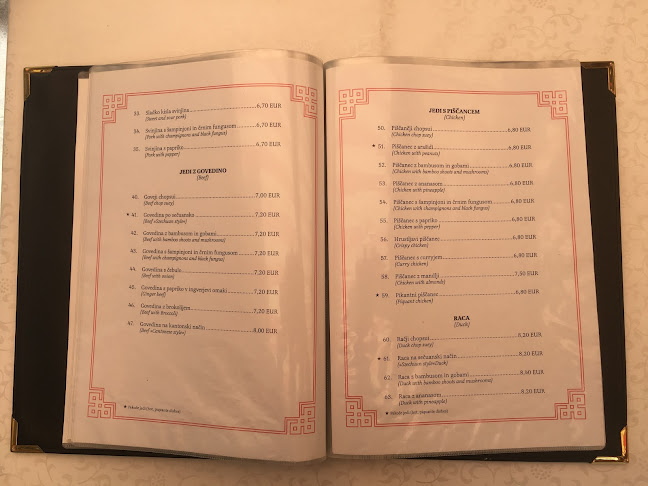 33. Sladko kisla svinjina 6,70 EUR
(Sweet and sour pork)
34. Svinjina s šampinjoni in črnim fungusom 6,70 EUR
(Pork with champignons and black fungus)
35. Svinjina s papriko 6,70 EUR
(Pork with pepper)
JEDI Z GOVEDINO
(Beef)
40. Goveji chopsoi 7,00 EUR
(Beef chop suey)
★ 41. Govedina po sečuansko 7,20 EUR
(Beef »Szechuan style«)
42. Govedina z bambusom in gobami 7,20 EUR
(Beef with bamboo shoots and mushrooms)
43. Govedina s šampinjoni in črnim fungusom 7,20 EUR
(Beef with champignons and black fungus)
44. Govedina s čebulo 7,20 EUR
(Beef with onion)
45. Govedina s papriko v ingverjevi omaki 7,20 EUR
(Ginger beef)
46. Govedina z brokolijem 7,20 EUR
(Beef with Broccoli)
47. Govedina na kantonski način 8,00 EUR
(Beef »Cantonese style«)
JEDI S PIŠČANCEM
(Chicken)
50. Piščančji chopsoi 6,80 EUR
(Chicken chop suey)
★ 51. Piščanec z arašidi 6,80 EUR
(Chicken with peanuts)
52. Piščanec z bambusom in gobami 6,80 EUR
(Chicken with bamboo shoots and mushrooms)
53. Piščanec z ananasom 6,80 EUR
(Chicken with pineapple)
54. Piščanec s šampinjoni in črnim fungusom 6,80 EUR
(Chicken with champignons and black fungus)
55. Piščanec s papriko 6,80 EUR
(Chicken with pepper)
56. Hrustljavi piščanec 6,80 EUR
(Crispy chicken)
57. Piščanec s curryjem 6,80 EUR
(Curry chicken)
58. Piščanec z mandlji 7,50 EUR
(Chicken with almonds)
★ 59. Pikantni piščanec 6,80 EUR
(Piquant chicken)
RACA
(Duck)
60. Račji chopsoi 8,20 EUR
(Duck chop suey)
★ 61. Raca na sečuanski način 8,20 EUR
(»Szechuan style«Duck)
62. Raca z bambusom in gobami 8,60 EUR
(Duck with bamboo shoots and mushrooms)
63. Raca z ananasom 8,20 EUR
(Duck with pineapple)